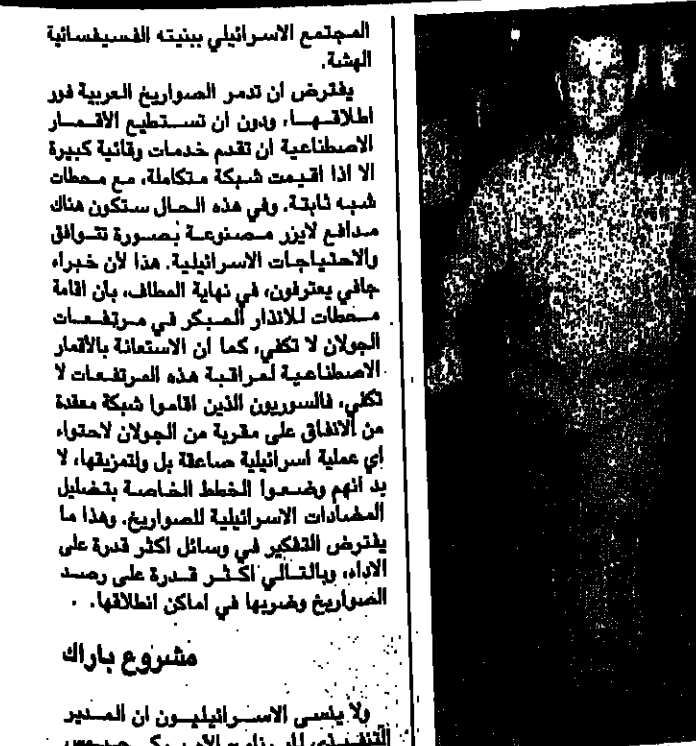 المجتمع الاسرائيلي ببنيته الفسيفسائية
الهشة.
يفترض ان تدمر الصواريخ العربية فور
اطلاقهـا، ودون ان تستطيع الاقمار
الاصطناعية ان تقدم خدمات وقائية كبيرة
الا اذا اقيمت شبكة متكاملة، مع محطات
شبه ثابتة. وفي هذه الحال ستكون هناك
مدافع لايزر مصنوعة بصورة تتوافق
والاحتياجات الاسرائيلية. هذا لأن خبراء
جافي يعترفون، في نهاية المطاف، بان اقامة
محطات للانذار المبكر في مرتفعات
الجولان لا تكفي، كما ان الاستعانة بالأقمار
الاصطناعية لمراقبة هذه المرتفعات لا
تكفي، فالسوريون الذين اقاموا شبكة معقدة
من الانفاق على مقربة من الجولان لاحتواء
اي عملية اسرائيلية صاعقة بل ولتمزيقها، لا
بد انهم وضعوا الخطط الخاصة بتضليل
المضادات الاسرائيلية للصواريخ. وهذا ما
يفترض التفكير في وسائل اكثر قدرة على
الاداء، وبالتالي اكثر قدرة على رصد
الصواريخ وضربها في اماكن انطلاقها.
مشروع باراك
ولا ينسى الاسرائيليون ان المدير
التنفيذي للبرنامج الاميركي